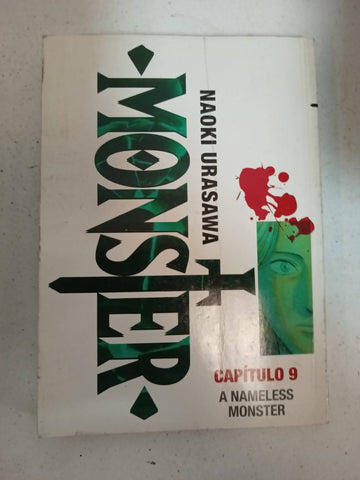 NAOKI URASAWA
MONSTER
CAPÍTULO 9
A NAMELESS
MONSTER